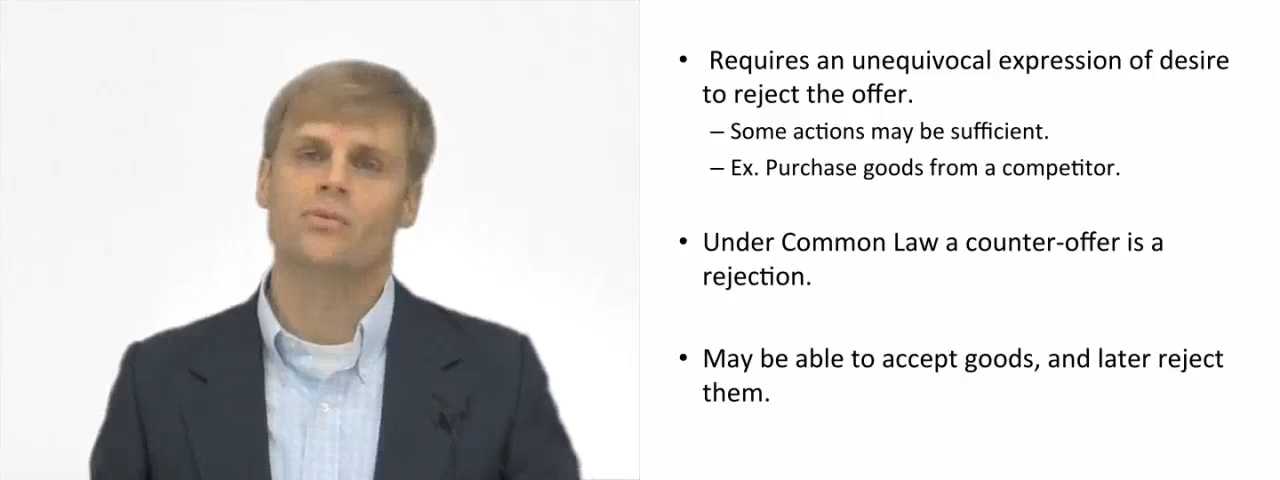 • Requires an unequivocal expression of desire
to reject the offer.
– Some actions may be sufficient.
– Ex. Purchase goods from a competitor.
• Under Common Law a counter-offer is a
rejection.
• May be able to accept goods, and later reject
them.